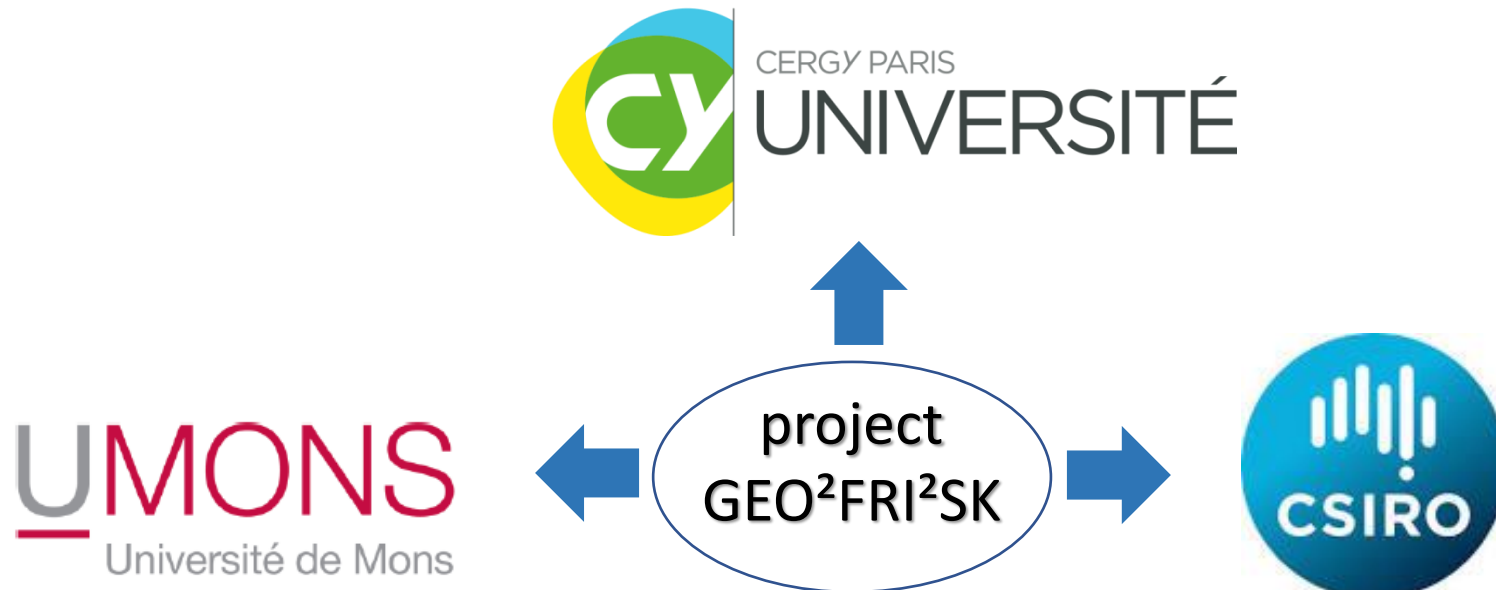 CY
CERGY PARIS
UNIVERSITÉ
project
GEO²FRI²SK
UMONS
Université de Mons
CSIRO